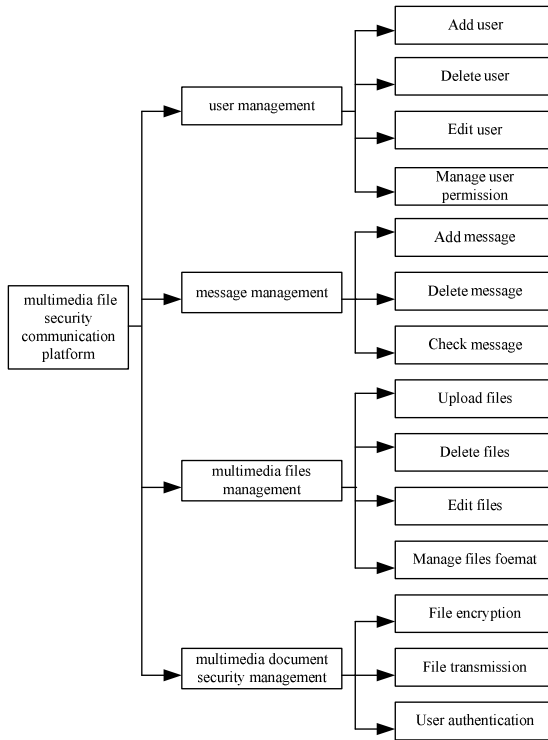 multimedia file
security
communication
platform
user management
Add user
Delete user
Edit user
Manage user
permission
message management
Add message
Delete message
Check message
multimedia files
management
Upload files
Delete files
Edit files
Manage files foemat
multimedia document
security management
File encryption
File transmission
User authentication